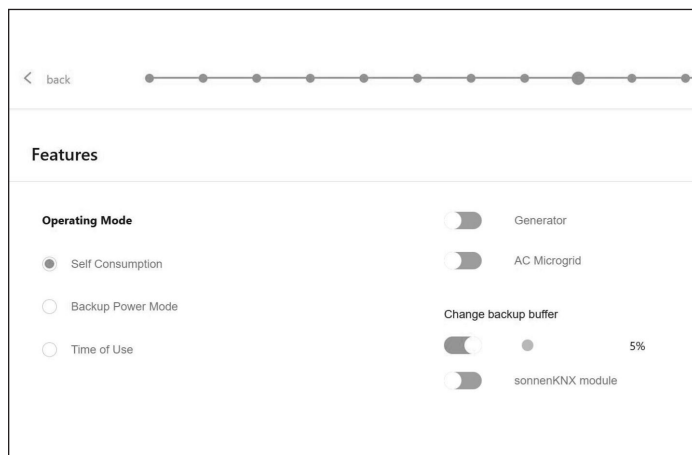 back
Features
Operating Mode
Self Consumption
Backup Power Mode
Time of Use
Generator
AC Microgrid
Change backup buffer
5%
sonnenKNX module